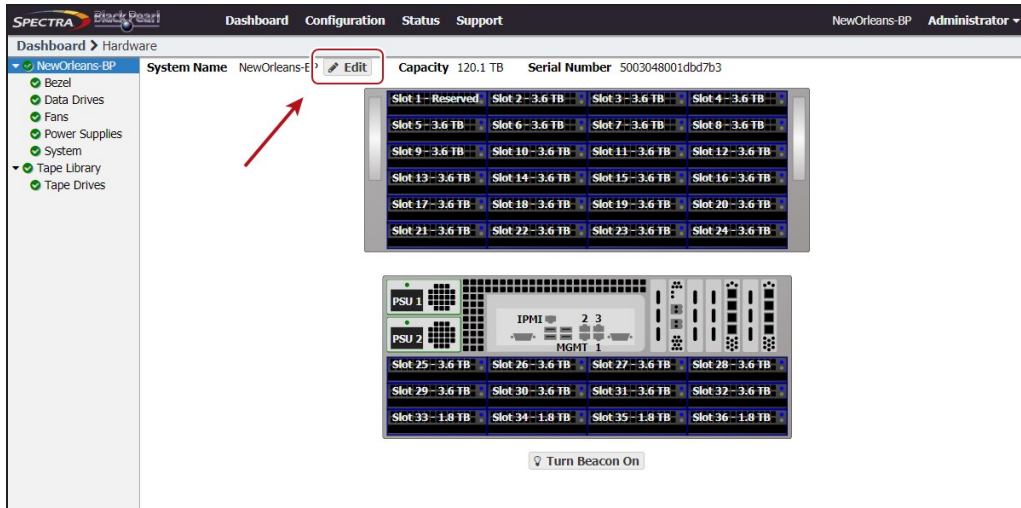 SPECTRA BlackPearl Dashboard Configuration Status Support NewOrleans-BP Administrator
Dashboard > Hardware
NewOrleans-BP
Bezel
Data Drives
Fans
Power Supplies
System
Tape Library
Tape Drives
System Name NewOrleans-BP Edit Capacity 120.1 TB Serial Number 5003048001dbd7b3
Slot 1 - Reserved Slot 2 - 3.6 TB Slot 3 - 3.6 TB Slot 4 - 3.6 TB
Slot 5 - 3.6 TB Slot 6 - 3.6 TB Slot 7 - 3.6 TB Slot 8 - 3.6 TB
Slot 9 - 3.6 TB Slot 10 - 3.6 TB Slot 11 - 3.6 TB Slot 12 - 3.6 TB
Slot 13 - 3.6 TB Slot 14 - 3.6 TB Slot 15 - 3.6 TB Slot 16 - 3.6 TB
Slot 17 - 3.6 TB Slot 18 - 3.6 TB Slot 19 - 3.6 TB Slot 20 - 3.6 TB
Slot 21 - 3.6 TB Slot 22 - 3.6 TB Slot 23 - 3.6 TB Slot 24 - 3.6 TB
PSU 1
IPMI 2 3
PSU 2
MGMT 1
Slot 25 - 3.6 TB Slot 26 - 3.6 TB Slot 27 - 3.6 TB Slot 28 - 3.6 TB
Slot 29 - 3.6 TB Slot 30 - 3.6 TB Slot 31 - 3.6 TB Slot 32 - 3.6 TB
Slot 33 - 1.8 TB Slot 34 - 1.8 TB Slot 35 - 1.8 TB Slot 36 - 1.8 TB
Turn Beacon On